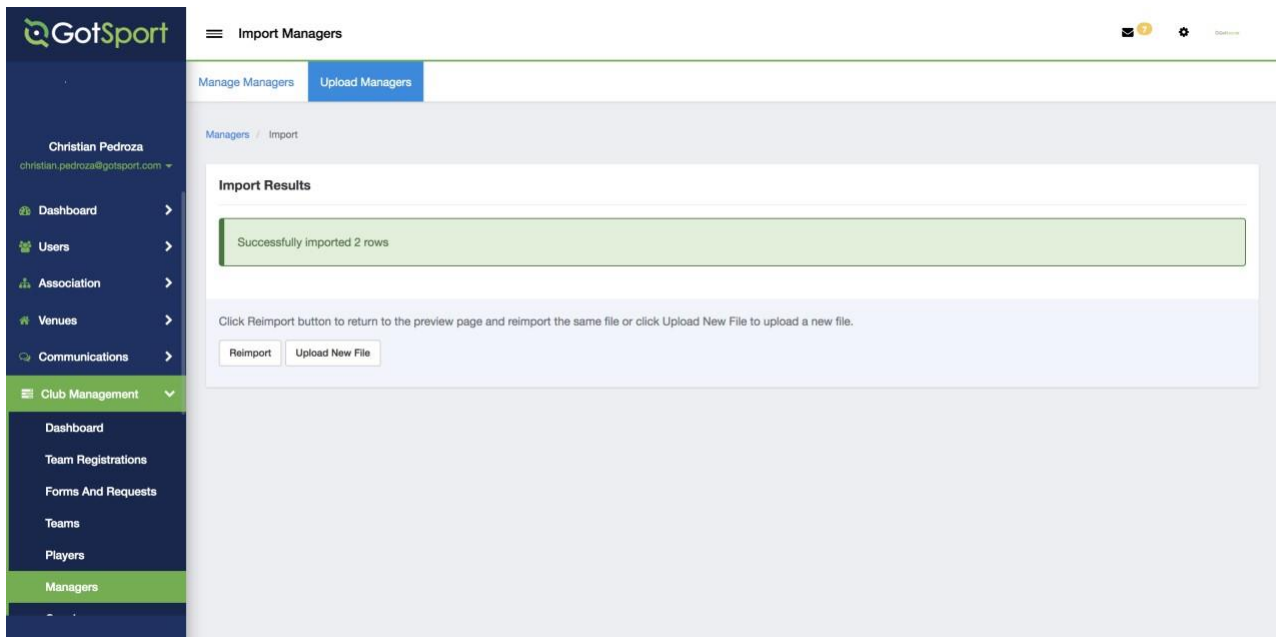 GotSport
Import Managers
7
Manage Managers
Upload Managers
Christian Pedroza
christian.pedroza@gotsport.com
Managers / Import
Import Results
Successfully imported 2 rows
Click Reimport button to return to the preview page and reimport the same file or click Upload New File to upload a new file.
Reimport
Upload New File
Dashboard
Users
Association
Venues
Communications
Club Management
Dashboard
Team Registrations
Forms And Requests
Teams
Players
Managers